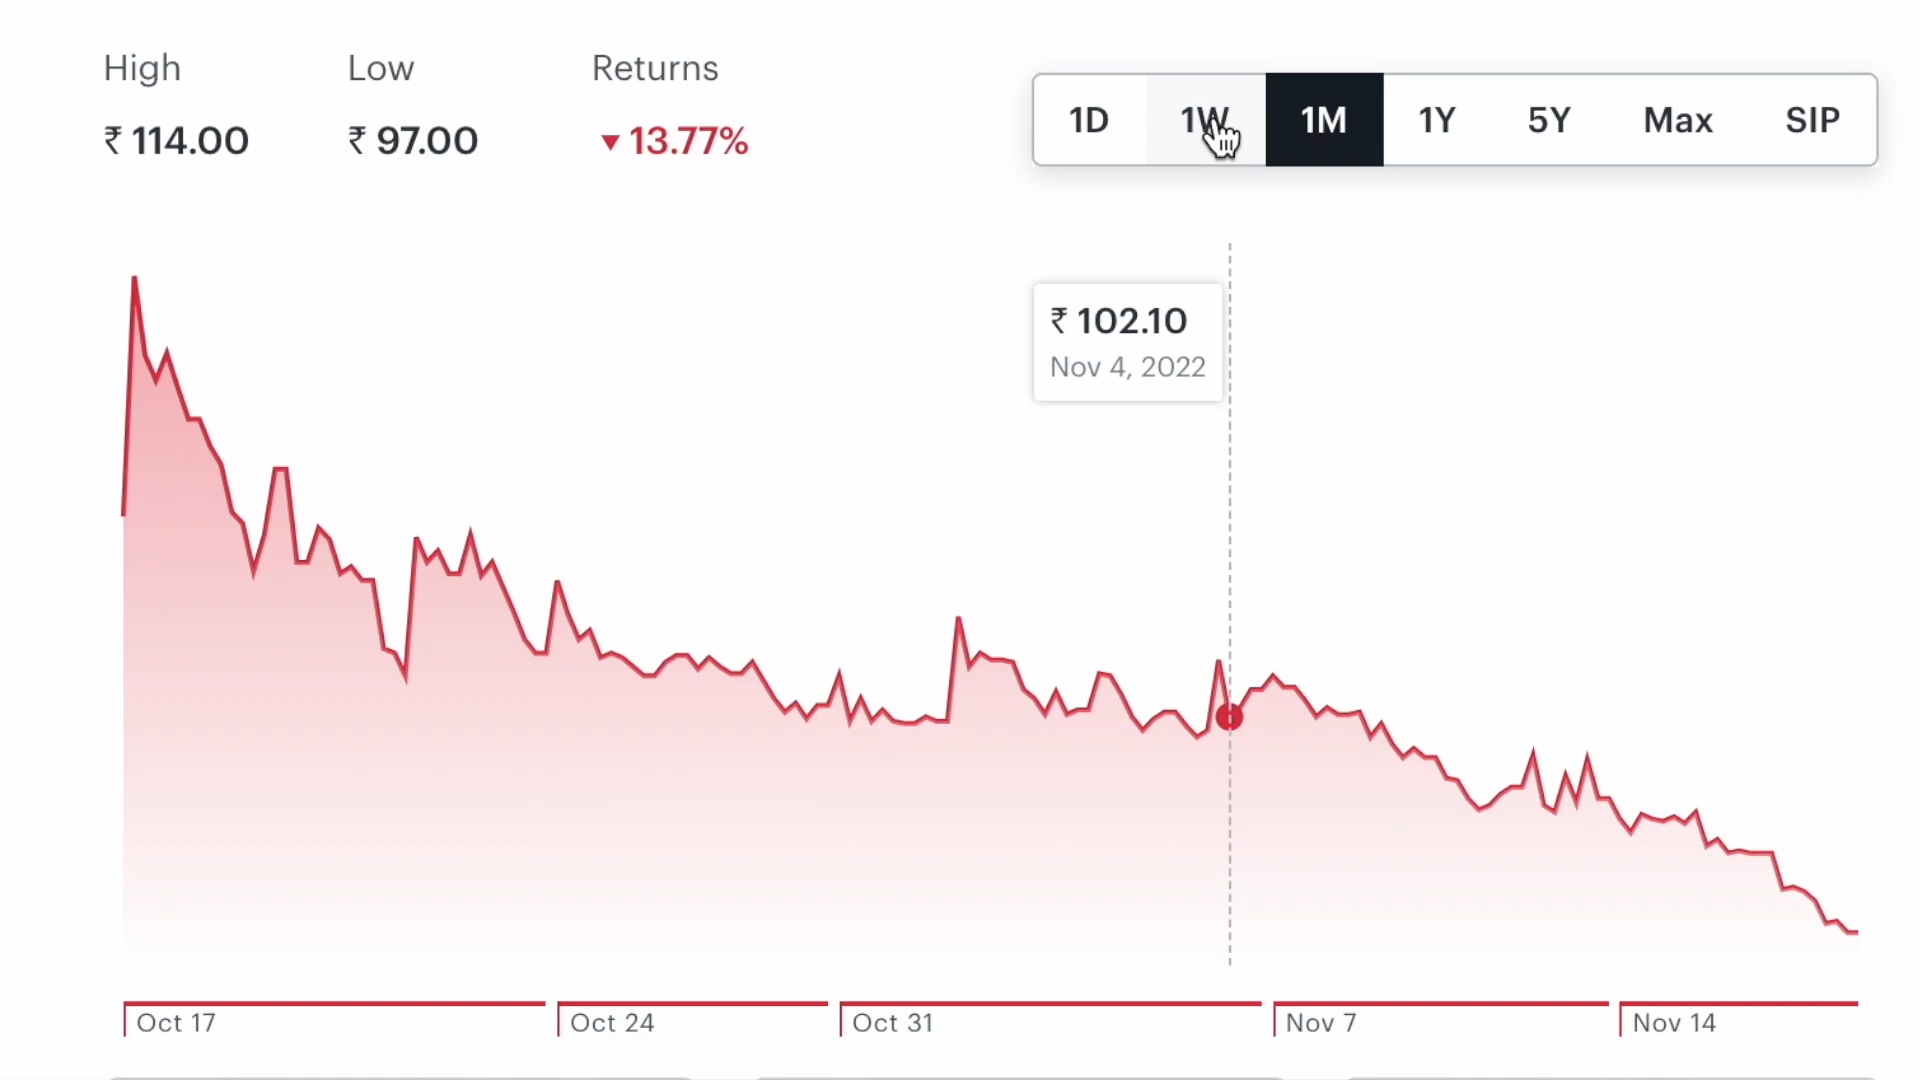 High Low Returns
₹ 114.00 ₹ 97.00 ▼ 13.77%
1D 1W 1M 1Y 5Y Max SIP
₹ 102.10
Nov 4, 2022
Oct 17 Oct 24 Oct 31 Nov 7 Nov 14